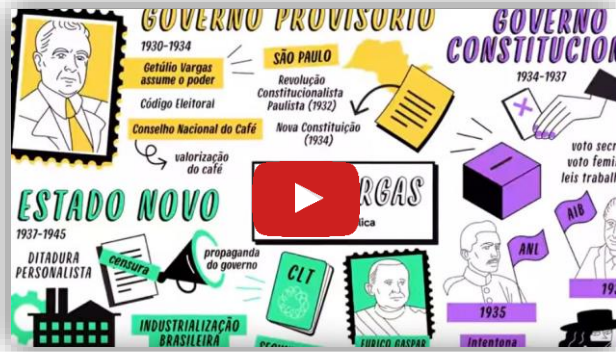 GOVERNO PROVISÓRIO
1930-1934
Getúlio Vargas
assume o poder
Código Eleitoral
Conselho Nacional do Café
valorização
do café
SÃO PAULO
Revolução
Constitucionalista
Paulista (1932)
Nova Constituição
(1934)
GOVERNO
CONSTITUCION
1934-1937
voto secr
voto femi
leis trabal
ANL
AIB
1935
193
Intentona
RGAS
lica
ESTADO NOVO
1937-1945
DITADURA
PERSONALISTA
censura
propaganda
do governo
CLT
INDUSTRIALIZAÇÃO
BRASILEIRA
EURICO GASPAR